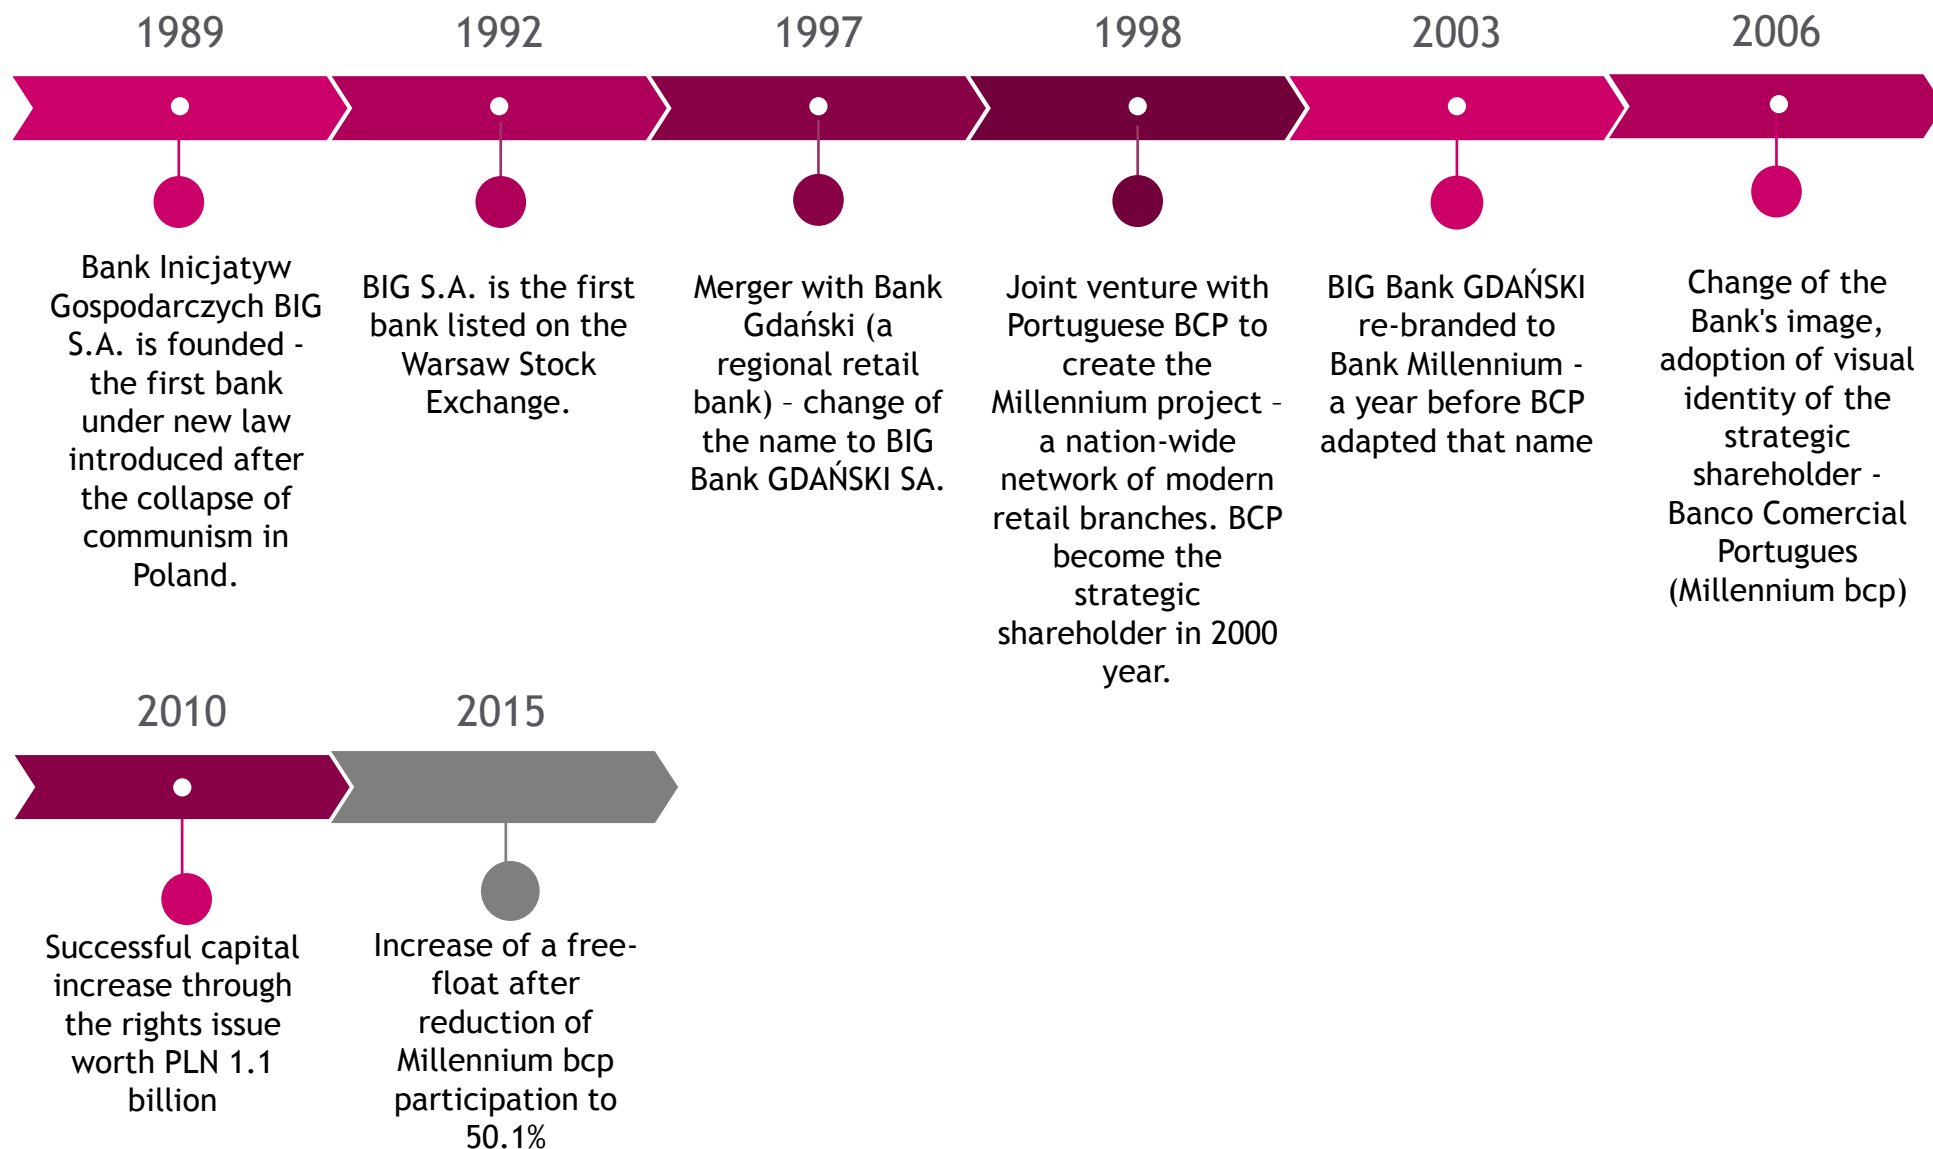 1989
1992
1997
1998
2003
2006
Bank Inicjatyw
Gospodarczych BIG
S.A. is founded -
the first bank
under new law
introduced after
the collapse of
communism in
Poland.
BIG S.A. is the first
bank listed on the
Warsaw Stock
Exchange.
Merger with Bank
Gdański (a
regional retail
bank) – change of
the name to BIG
Bank GDAŃSKI SA.
Joint venture with
Portuguese BCP to
create the
Millennium project –
a nation-wide
network of modern
retail branches. BCP
become the
strategic
shareholder in 2000
year.
BIG Bank GDAŃSKI
re-branded to
Bank Millennium -
a year before BCP
adapted that name
Change of the
Bank's image,
adoption of visual
identity of the
strategic
shareholder -
Banco Comercial
Portugues
(Millennium bcp)
2010
2015
Successful capital
increase through
the rights issue
worth PLN 1.1
billion
Increase of a free-
float after
reduction of
Millennium bcp
participation to
50.1%